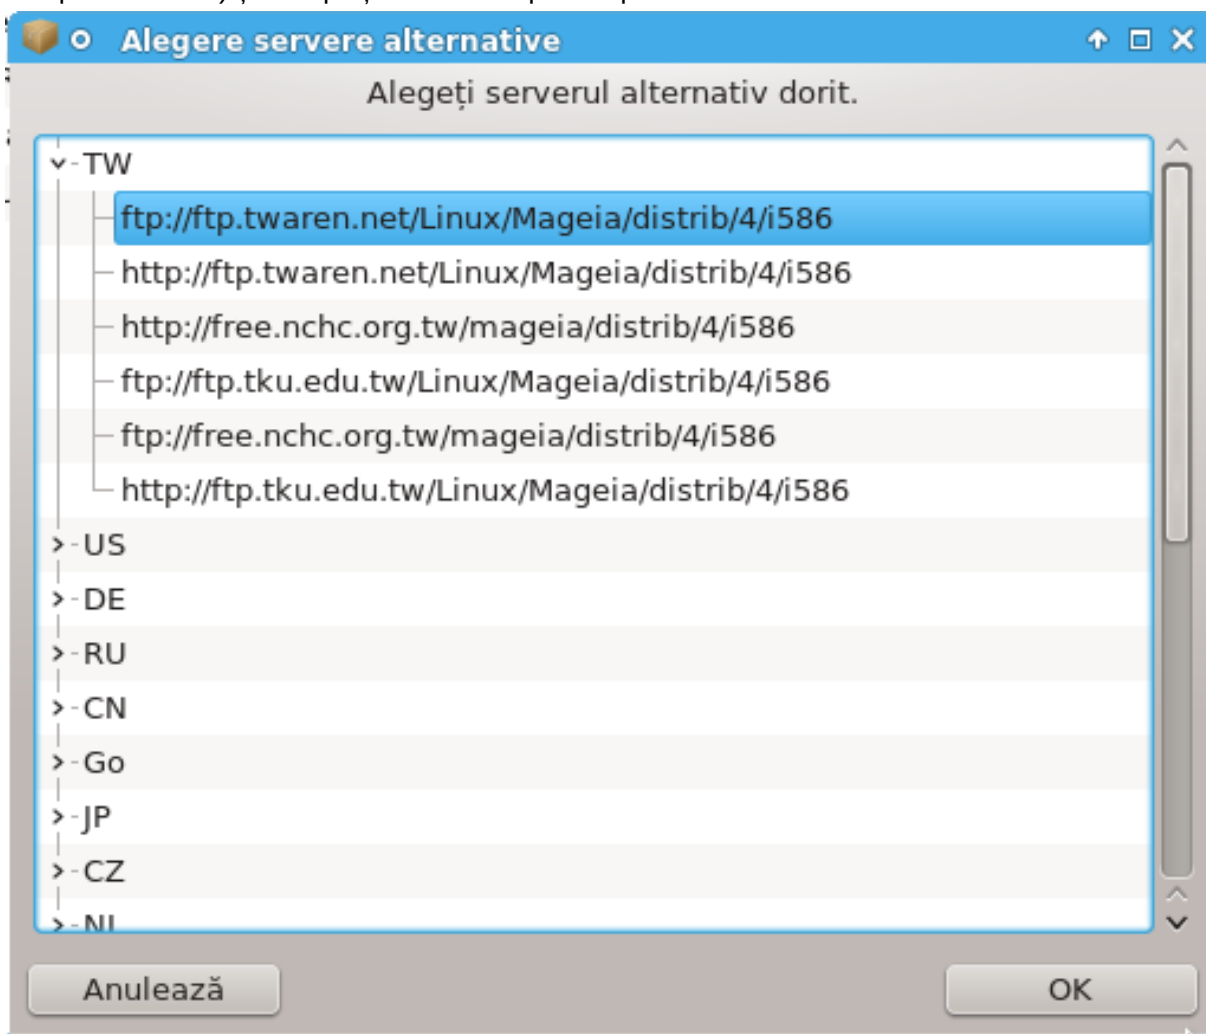 Alegere servere alternative
Alegeți serverul alternativ dorit.
TW
ftp://ftp.twaren.net/Linux/Mageia/distrib/4/i586
http://ftp.twaren.net/Linux/Mageia/distrib/4/i586
http://free.nchc.org.tw/mageia/distrib/4/i586
ftp://ftp.tku.edu.tw/Linux/Mageia/distrib/4/i586
ftp://free.nchc.org.tw/mageia/distrib/4/i586
http://ftp.tku.edu.tw/Linux/Mageia/distrib/4/i586
US
DE
RU
CN
Go
JP
CZ
Anulează OK